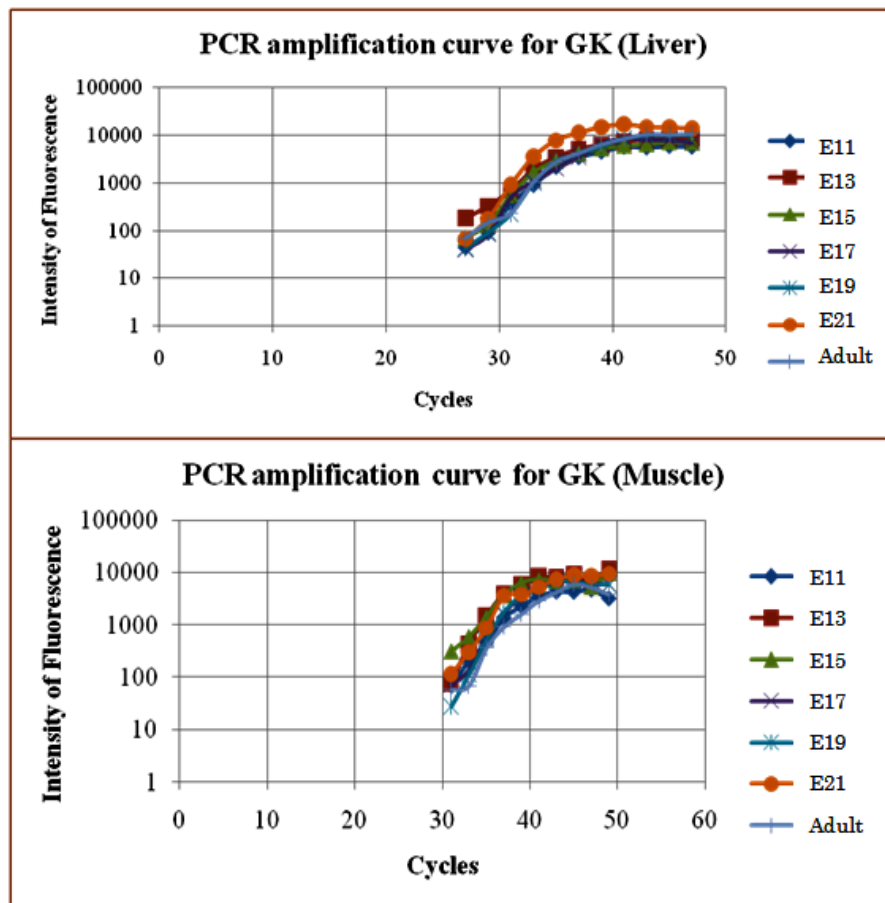 PCR amplification curve for GK (Liver)
Intensity of Fluorescence
100000
10000
1000
100
10
1
0
10
20
30
40
50
Cycles
E11
E13
E15
E17
E19
E21
Adult
PCR amplification curve for GK (Muscle)
Intensity of Fluorescence
100000
10000
1000
100
10
1
0
10
20
30
40
50
60
Cycles
E11
E13
E15
E17
E19
E21
Adult